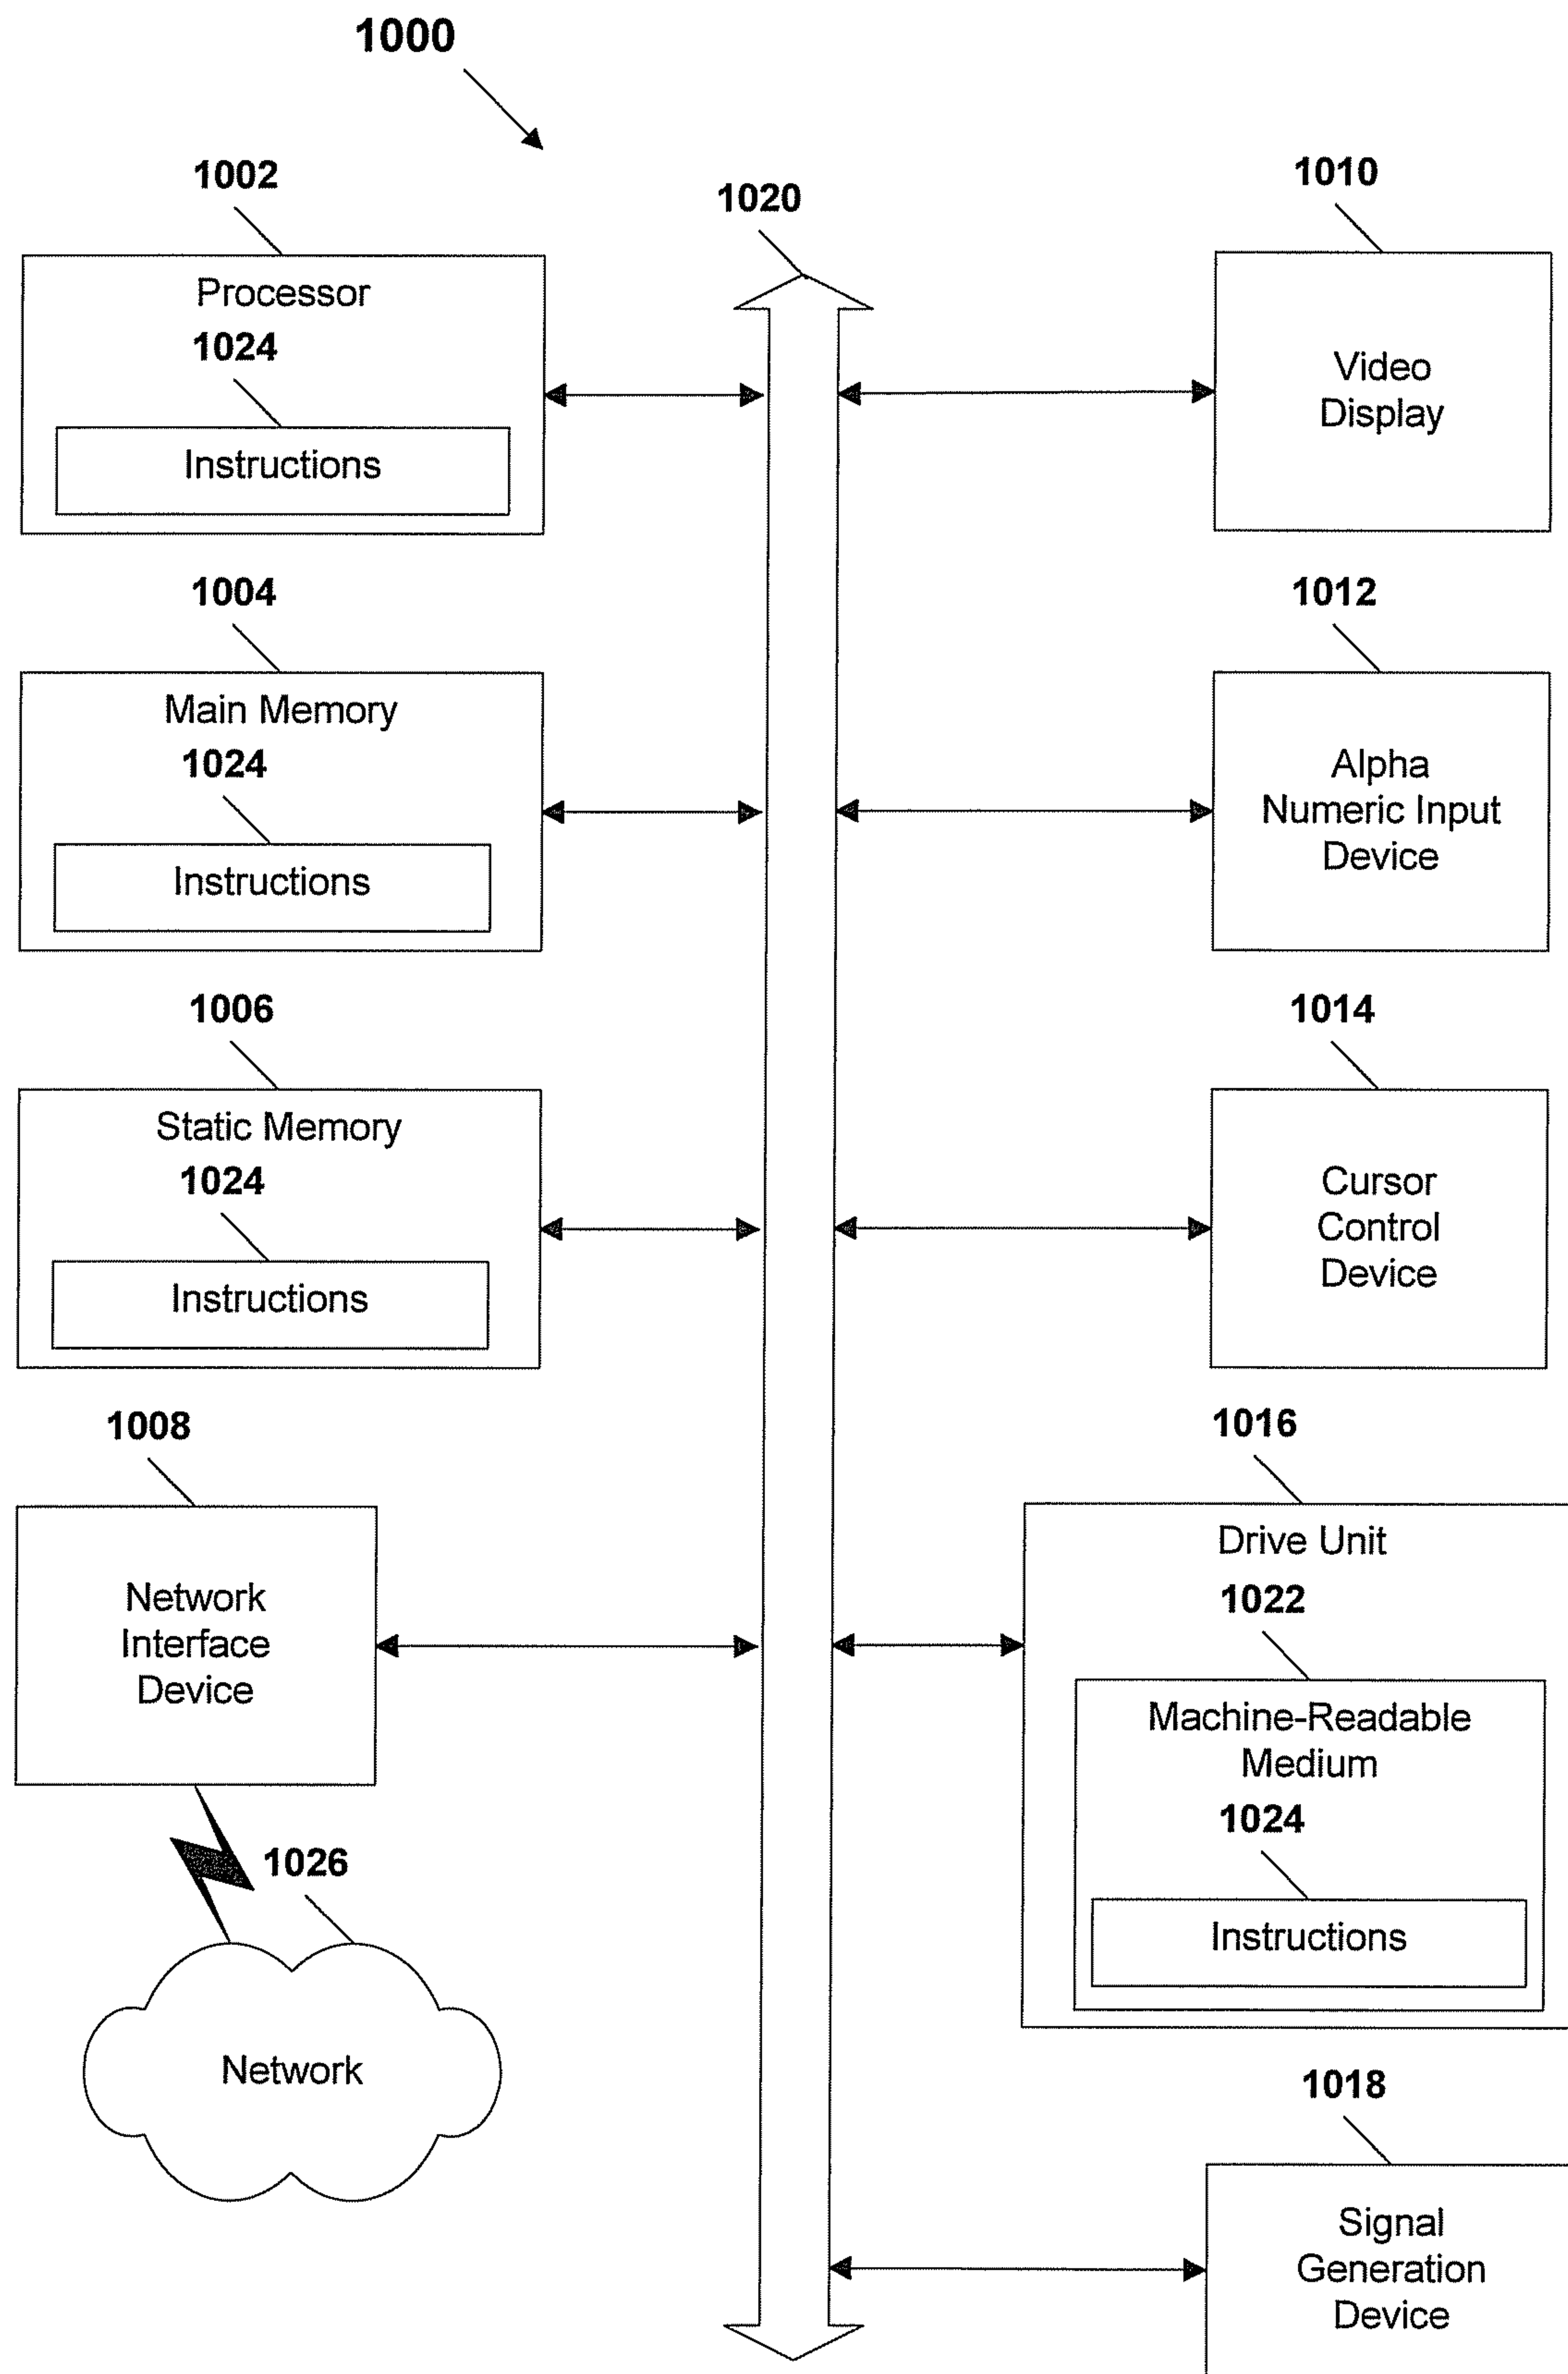 1000
1002
Processor
1024
Instructions
1004
Main Memory
1024
Instructions
1006
Static Memory
1024
Instructions
1008
Network
Interface
Device
1026
Network
1020
1010
Video
Display
1012
Alpha
Numeric Input
Device
1014
Cursor
Control
Device
1016
Drive Unit
1022
Machine-Readable
Medium
1024
Instructions
1018
Signal
Generation
Device